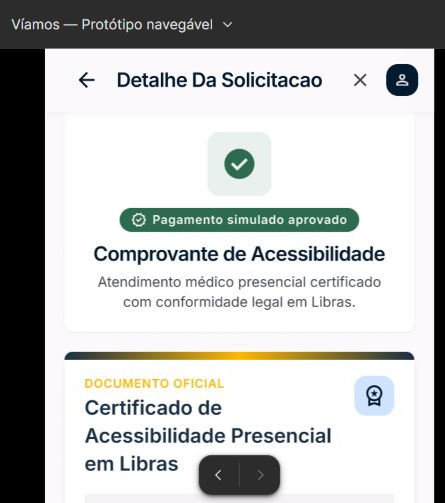 Víamos — Protótipo navegável
Detalhe Da Solicitacao
Pagamento simulado aprovado
Comprovante de Acessibilidade
Atendimento médico presencial certificado
com conformidade legal em Libras.
DOCUMENTO OFICIAL
Certificado de
Acessibilidade Presencial
em Libras